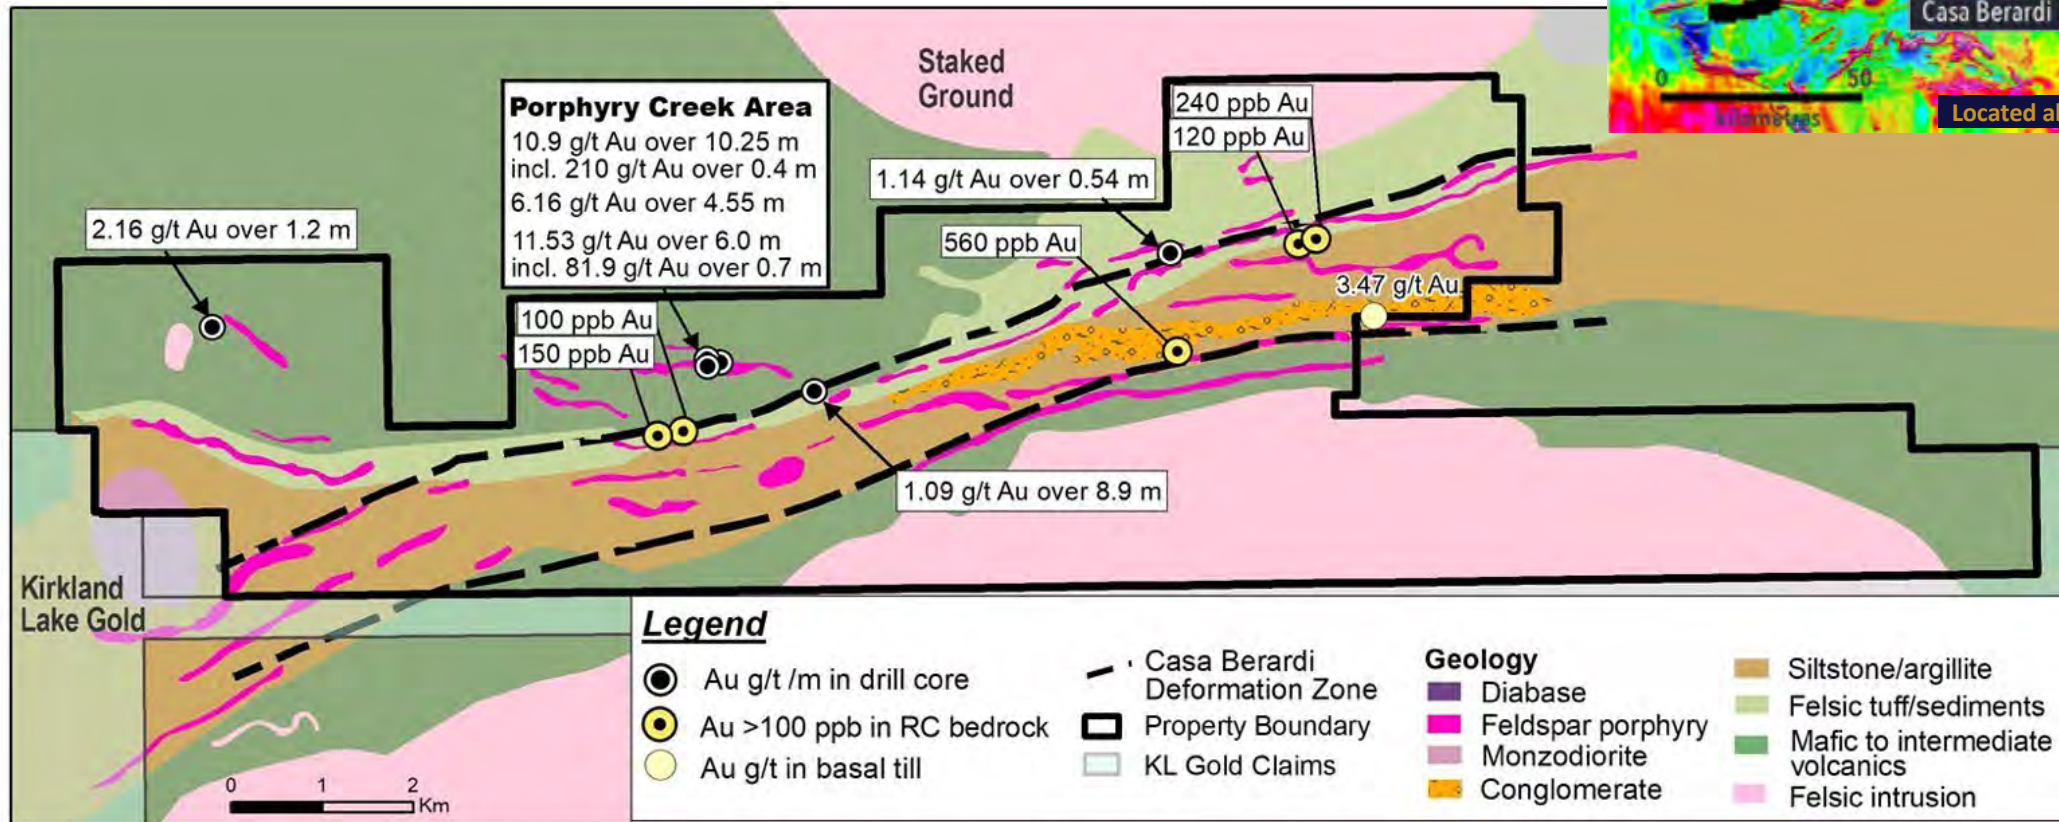 Casa Berardi
0
50
kilometres
Located al
Staked
Ground
Porphyry Creek Area
10.9 g/t Au over 10.25 m
incl. 210 g/t Au over 0.4 m
6.16 g/t Au over 4.55 m
11.53 g/t Au over 6.0 m
incl. 81.9 g/t Au over 0.7 m
240 ppb Au
120 ppb Au
1.14 g/t Au over 0.54 m
2.16 g/t Au over 1.2 m
560 ppb Au
3.47 g/t Au
100 ppb Au
150 ppb Au
1.09 g/t Au over 8.9 m
Kirkland
Lake Gold
0
1
2
Km
Legend
Au g/t /m in drill core
Au >100 ppb in RC bedrock
Au g/t in basal till
Casa Berardi
Deformation Zone
Property Boundary
KL Gold Claims
Geology
Diabase
Feldspar porphyry
Monzodiorite
Conglomerate
Siltstone/argillite
Felsic tuff/sediments
Mafic to intermediate
volcanics
Felsic intrusion